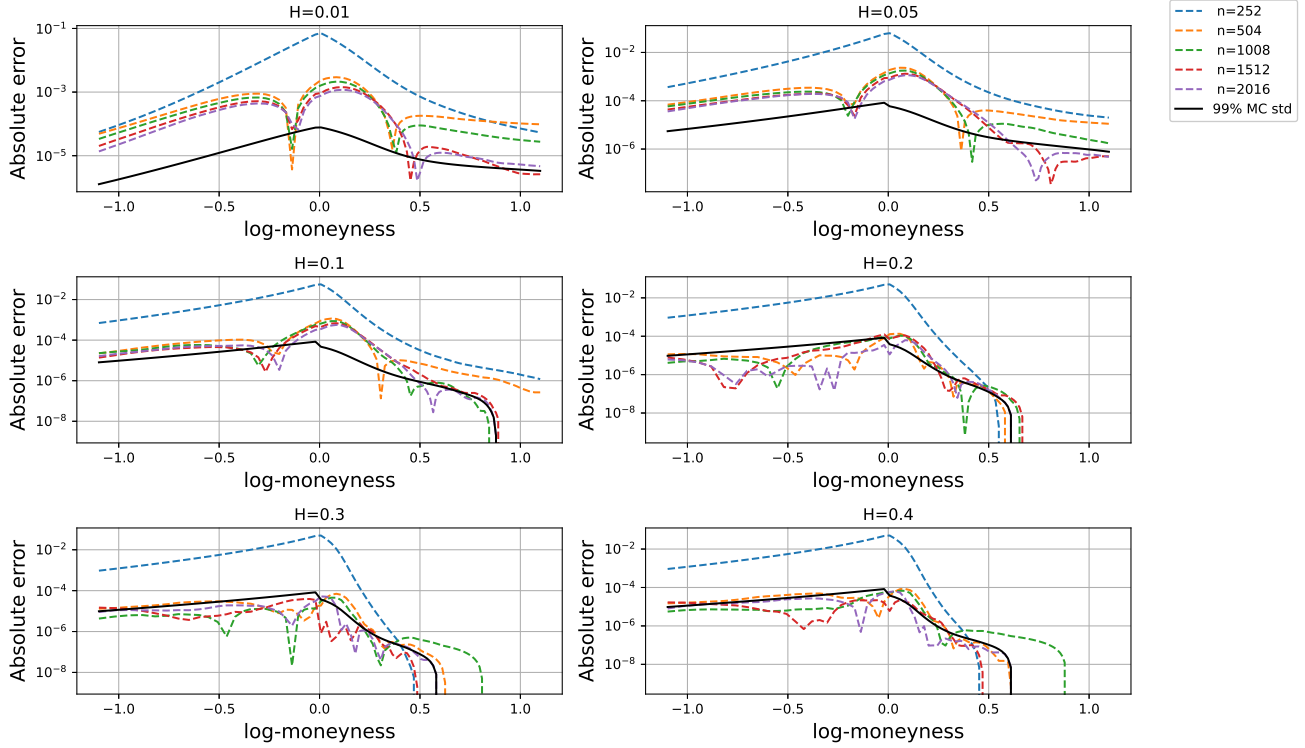 H=0.01
Absolute error
10⁻¹
10⁻³
10⁻⁵
−1.0 −0.5 0.0 0.5 1.0
log-moneyness
H=0.05
Absolute error
10⁻²
10⁻⁴
10⁻⁶
−1.0 −0.5 0.0 0.5 1.0
log-moneyness
n=252
n=504
n=1008
n=1512
n=2016
99% MC std
H=0.1
Absolute error
10⁻²
10⁻⁴
10⁻⁶
10⁻⁸
−1.0 −0.5 0.0 0.5 1.0
log-moneyness
H=0.2
Absolute error
10⁻²
10⁻⁴
10⁻⁶
10⁻⁸
−1.0 −0.5 0.0 0.5 1.0
log-moneyness
H=0.3
Absolute error
10⁻²
10⁻⁴
10⁻⁶
10⁻⁸
−1.0 −0.5 0.0 0.5 1.0
log-moneyness
H=0.4
Absolute error
10⁻²
10⁻⁴
10⁻⁶
10⁻⁸
−1.0 −0.5 0.0 0.5 1.0
log-moneyness